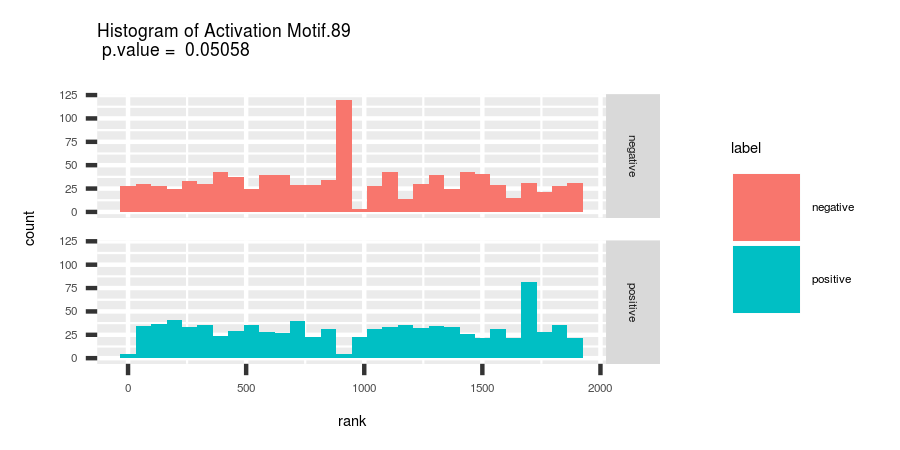 Histogram of Activation Motif.89
p.value = 0.05058
125
100
75
50
25
0
negative
125
100
75
50
25
0
positive
0 500 1000 1500 2000
rank
count
label
negative
positive